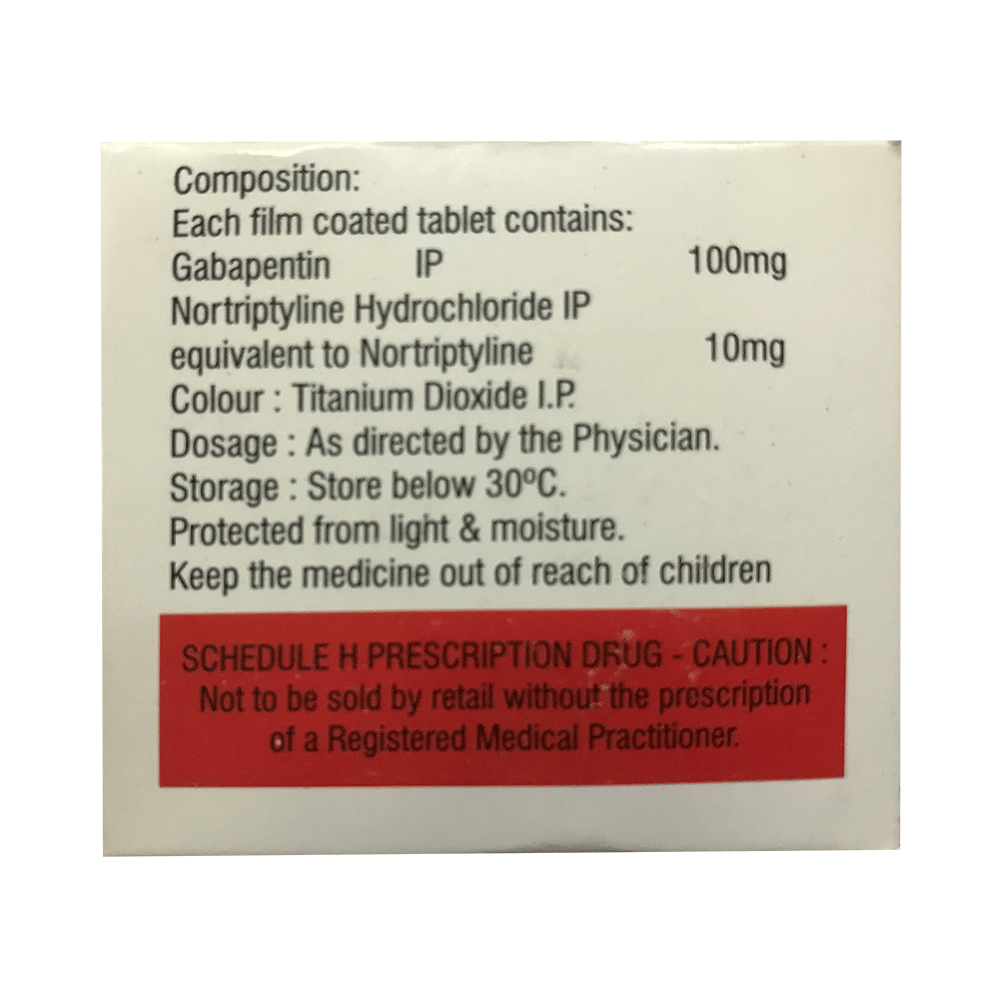 Composition:
Each film coated tablet contains:
Gabapentin IP 100mg
Nortriptyline Hydrochloride IP
equivalent to Nortriptyline 10mg
Colour : Titanium Dioxide I.P.
Dosage : As directed by the Physician.
Storage : Store below 30ºC.
Protected from light & moisture.
Keep the medicine out of reach of children
SCHEDULE H PRESCRIPTION DRUG - CAUTION :
Not to be sold by retail without the prescription
of a Registered Medical Practitioner.